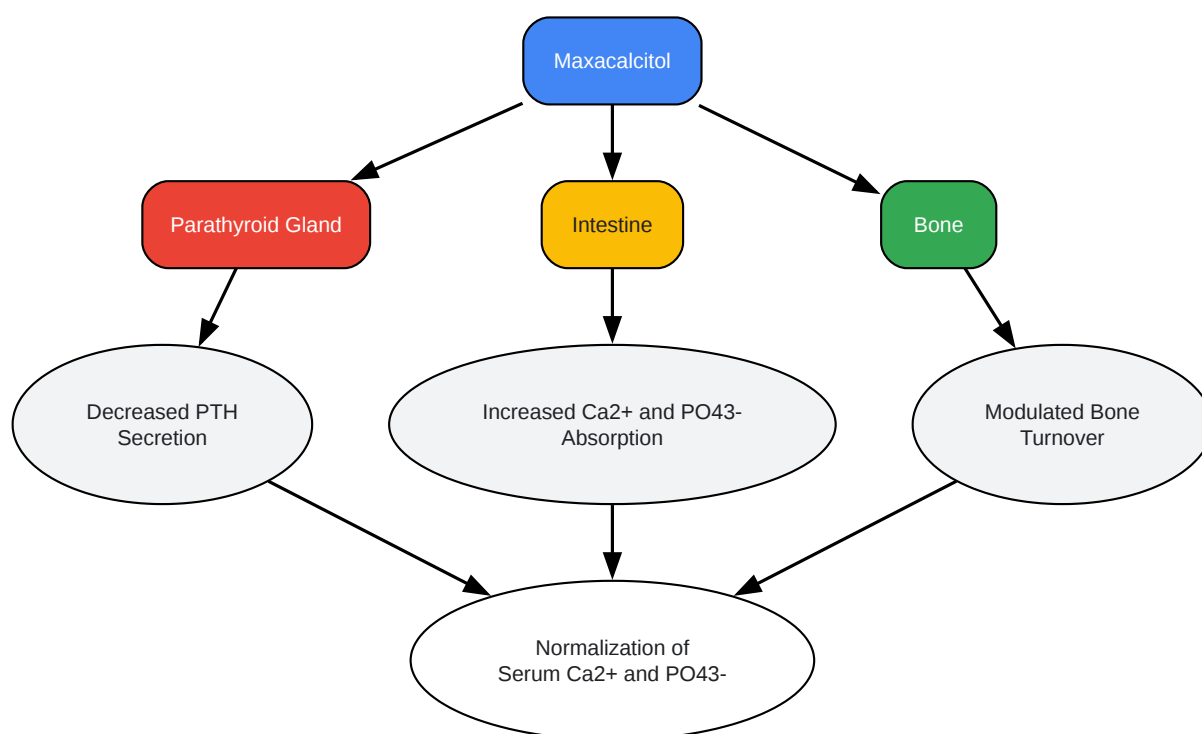 Maxacalcitol
Parathyroid Gland
Intestine
Bone
Decreased PTH
Secretion
Increased Ca2+ and PO43-
Absorption
Modulated Bone
Turnover
Normalization of
Serum Ca2+ and PO43-